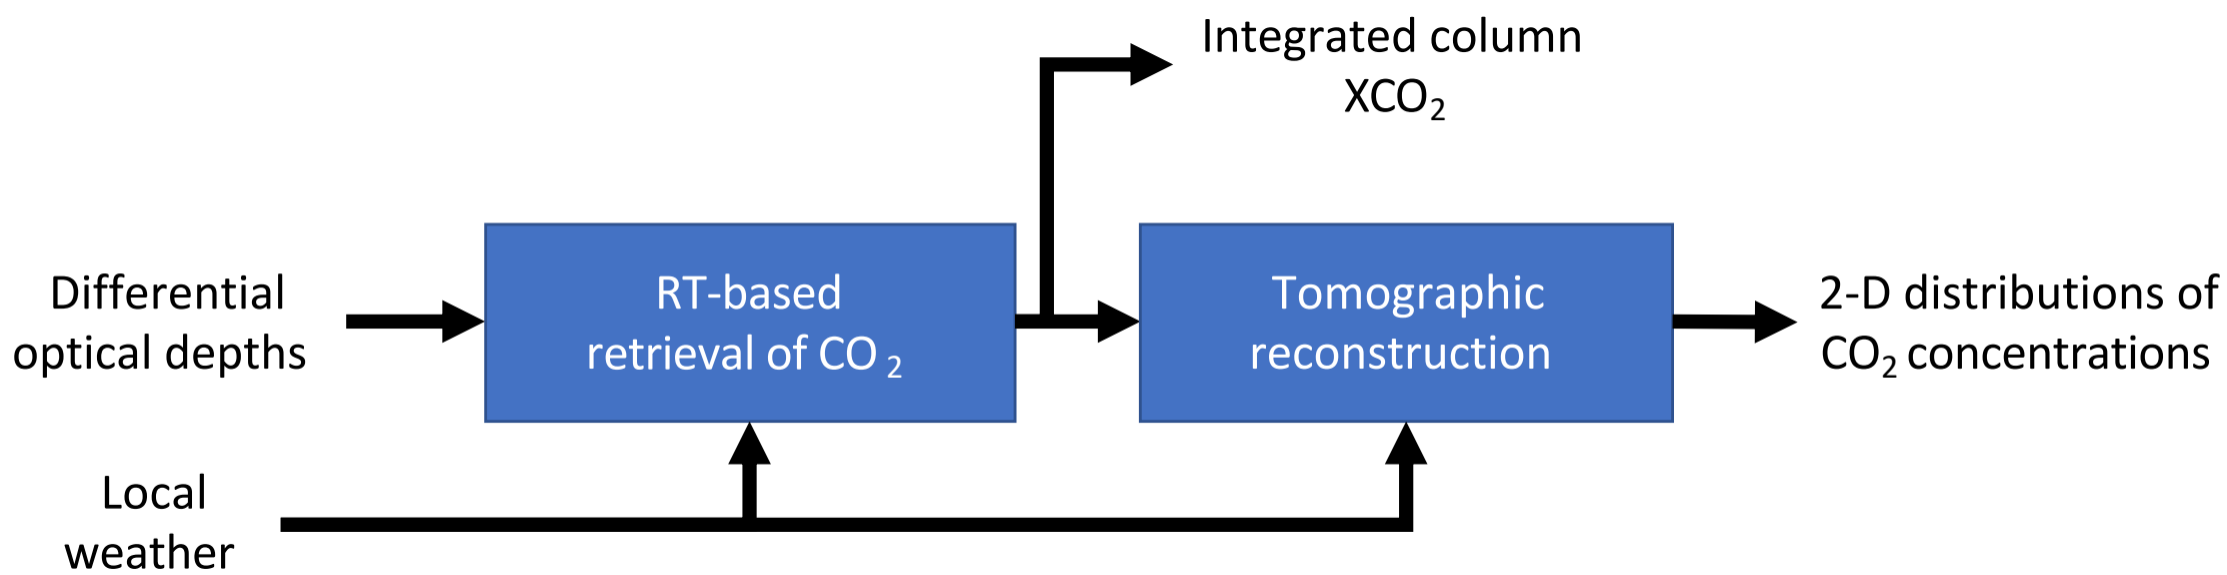 Integrated column
XCO₂
Differential
optical depths
RT-based
retrieval of CO ₂
Tomographic
reconstruction
2-D distributions of
CO₂ concentrations
Local
weather